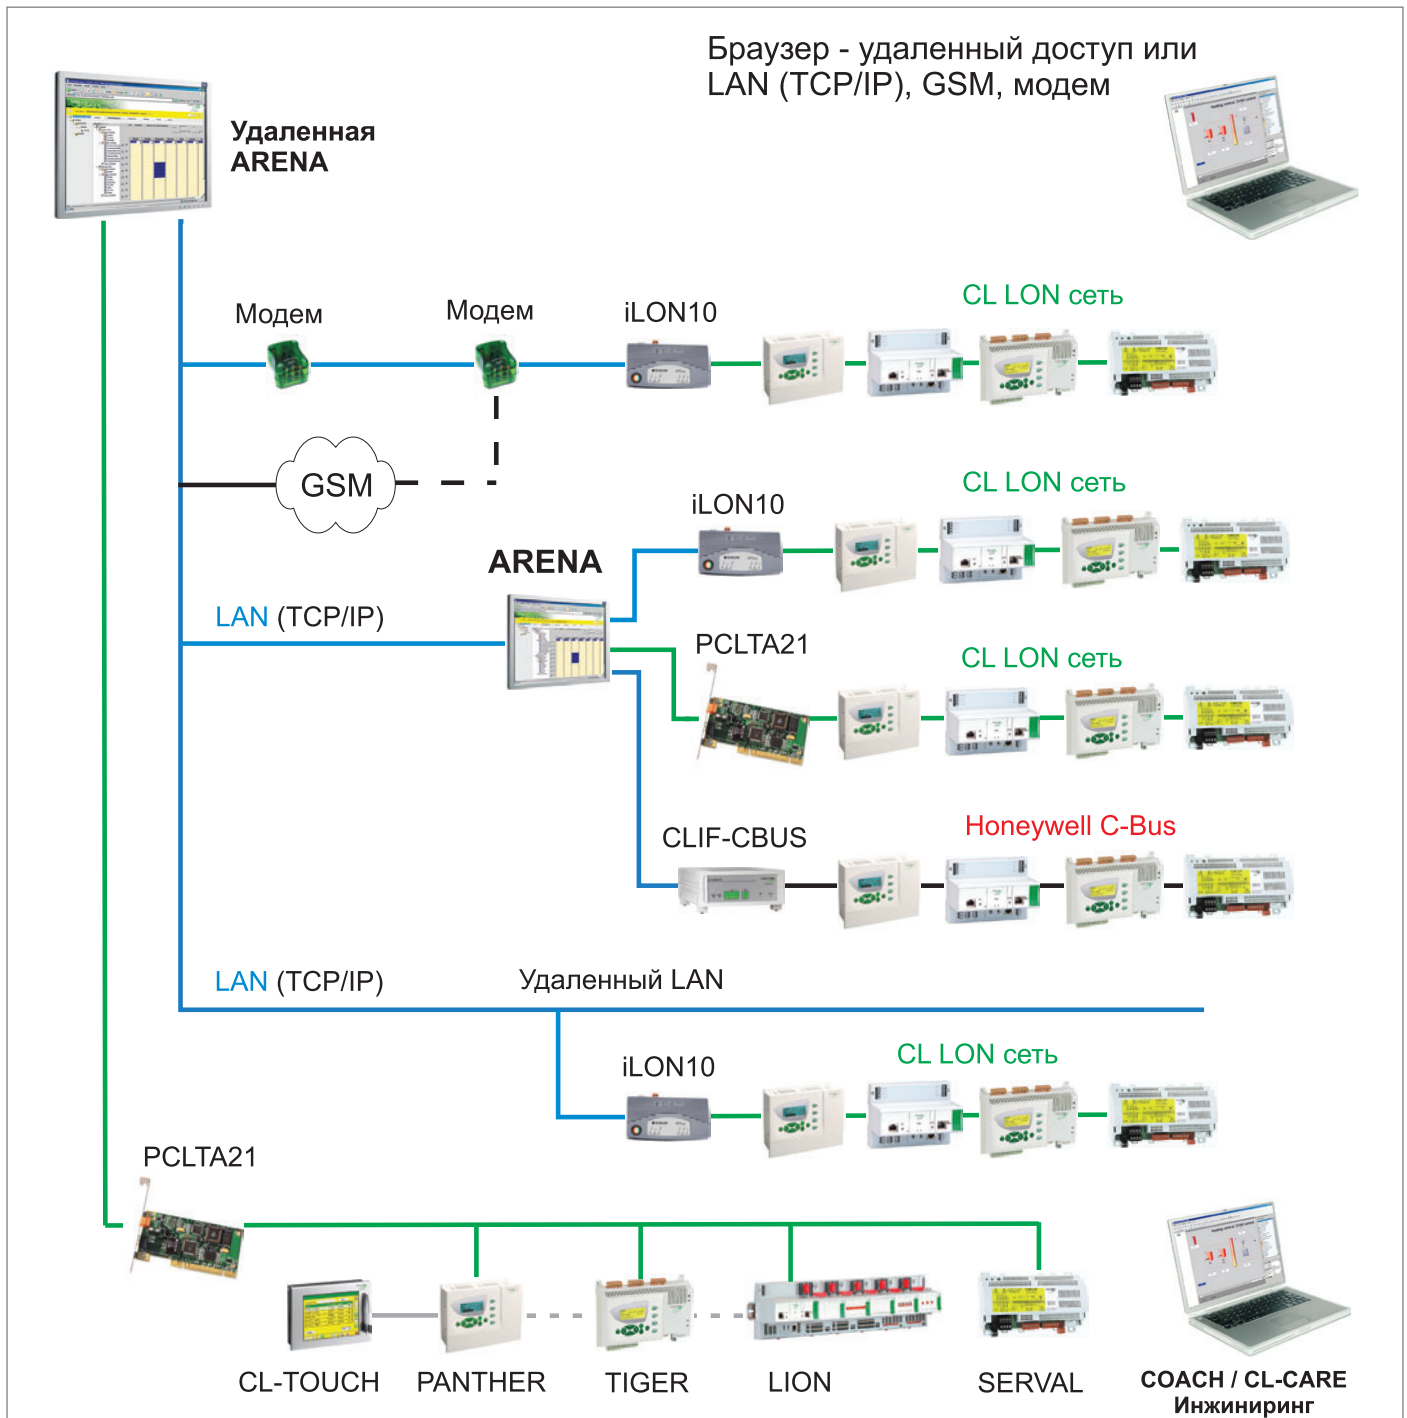 Браузер - удаленный доступ или
LAN (TCP/IP), GSM, модем
Удаленная
ARENA
Модем
Модем
iLON10
CL LON сеть
GSM
iLON10
CL LON сеть
ARENA
LAN (TCP/IP)
PCLTA21
CL LON сеть
CLIF-CBUS
Honeywell C-Bus
LAN (TCP/IP)
Удаленный LAN
iLON10
CL LON сеть
PCLTA21
CL-TOUCH
PANTHER
TIGER
LION
SERVAL
COACH / CL-CARE
Инжиниринг